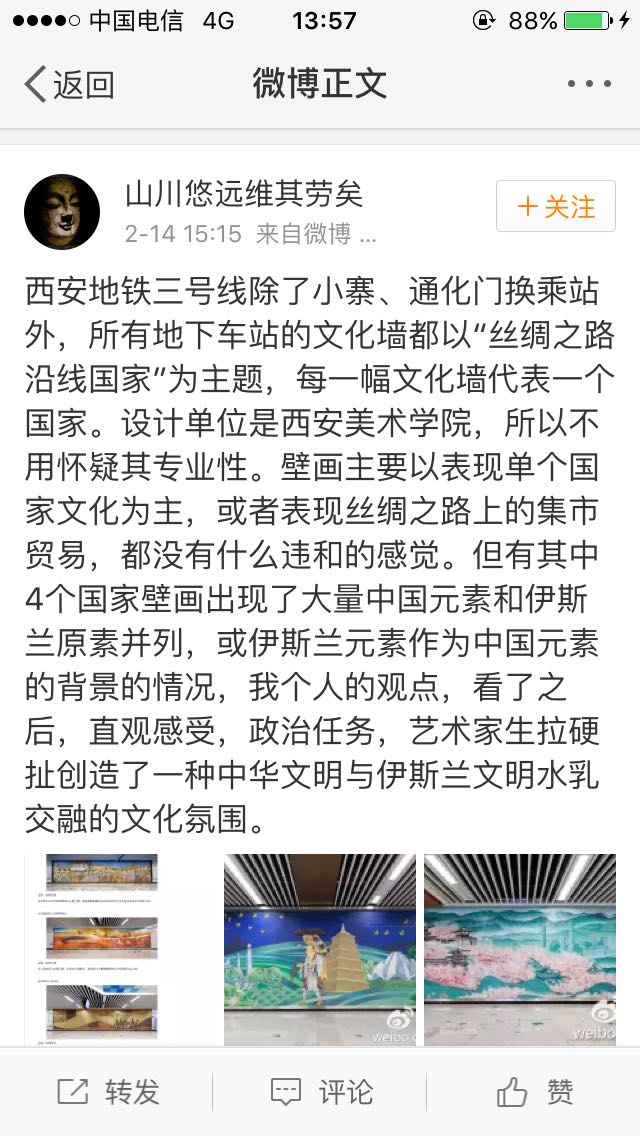 中国电信 4G 13:57 88%
返回 微博正文
山川悠远维其劳矣
+关注
2-14 15:15 来自微博 ...
西安地铁三号线除了小寨、通化门换乘站
外，所有地下车站的文化墙都以“丝绸之路
沿线国家”为主题，每一幅文化墙代表一个
国家。设计单位是西安美术学院，所以不
用怀疑其专业性。壁画主要以表现单个国
家文化为主，或者表现丝绸之路上的集市
贸易，都没有什么违和的感觉。但有其中
4个国家壁画出现了大量中国元素和伊斯
兰原素并列，或伊斯兰元素作为中国元素
的背景的情况，我个人的观点，看了之
后，直观感受，政治任务，艺术家生拉硬
扯创造了一种中华文明与伊斯兰文明水乳
交融的文化氛围。
转发 评论 赞